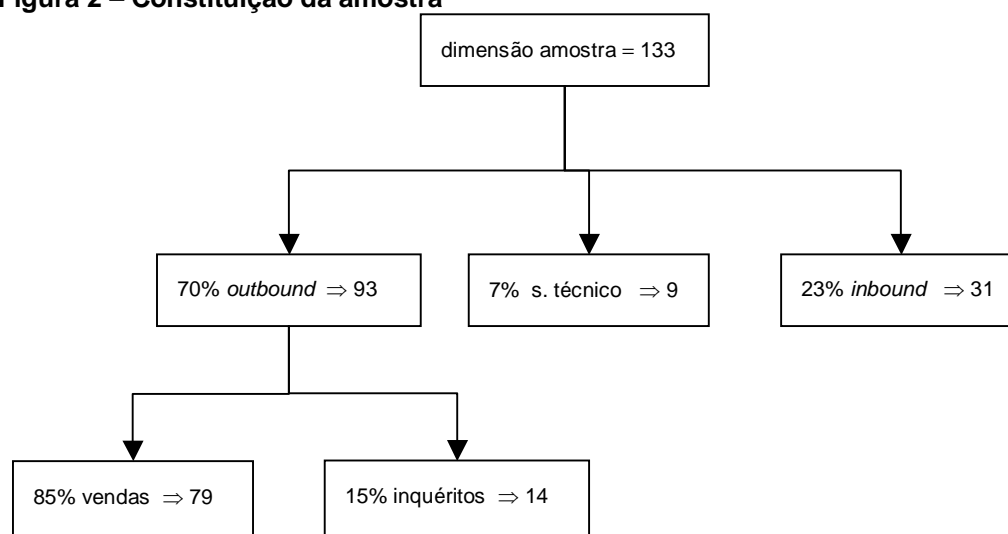 Figura 2 – Constituição da amostra
dimensão amostra = 133
70% outbound ⇒ 93
7% s. técnico ⇒ 9
23% inbound ⇒ 31
85% vendas ⇒ 79
15% inquéritos ⇒ 14